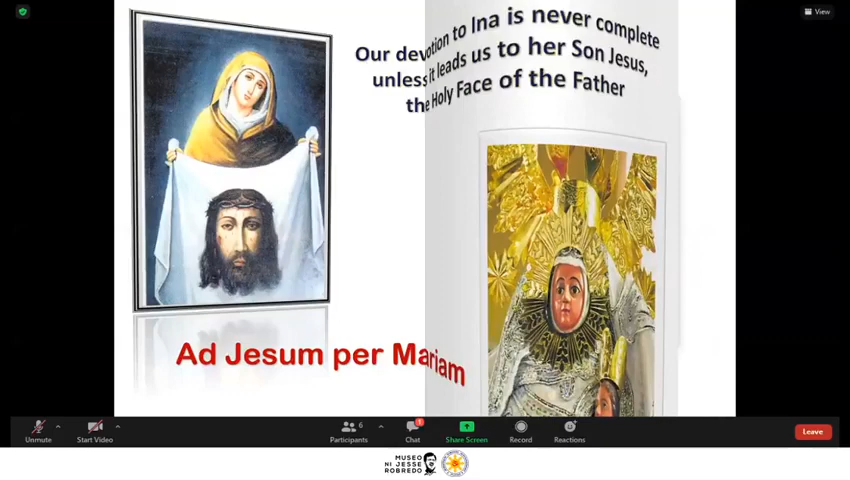 View
Our devotion to Ina is never complete
unless it leads us to her Son Jesus,
the Holy Face of the Father
Ad Jesum per Mariam
Unmute
Start Video
Participants
6
Chat
1
Share Screen
Record
Reactions
Leave
MUSEO
NI JESSE
ROBREDO